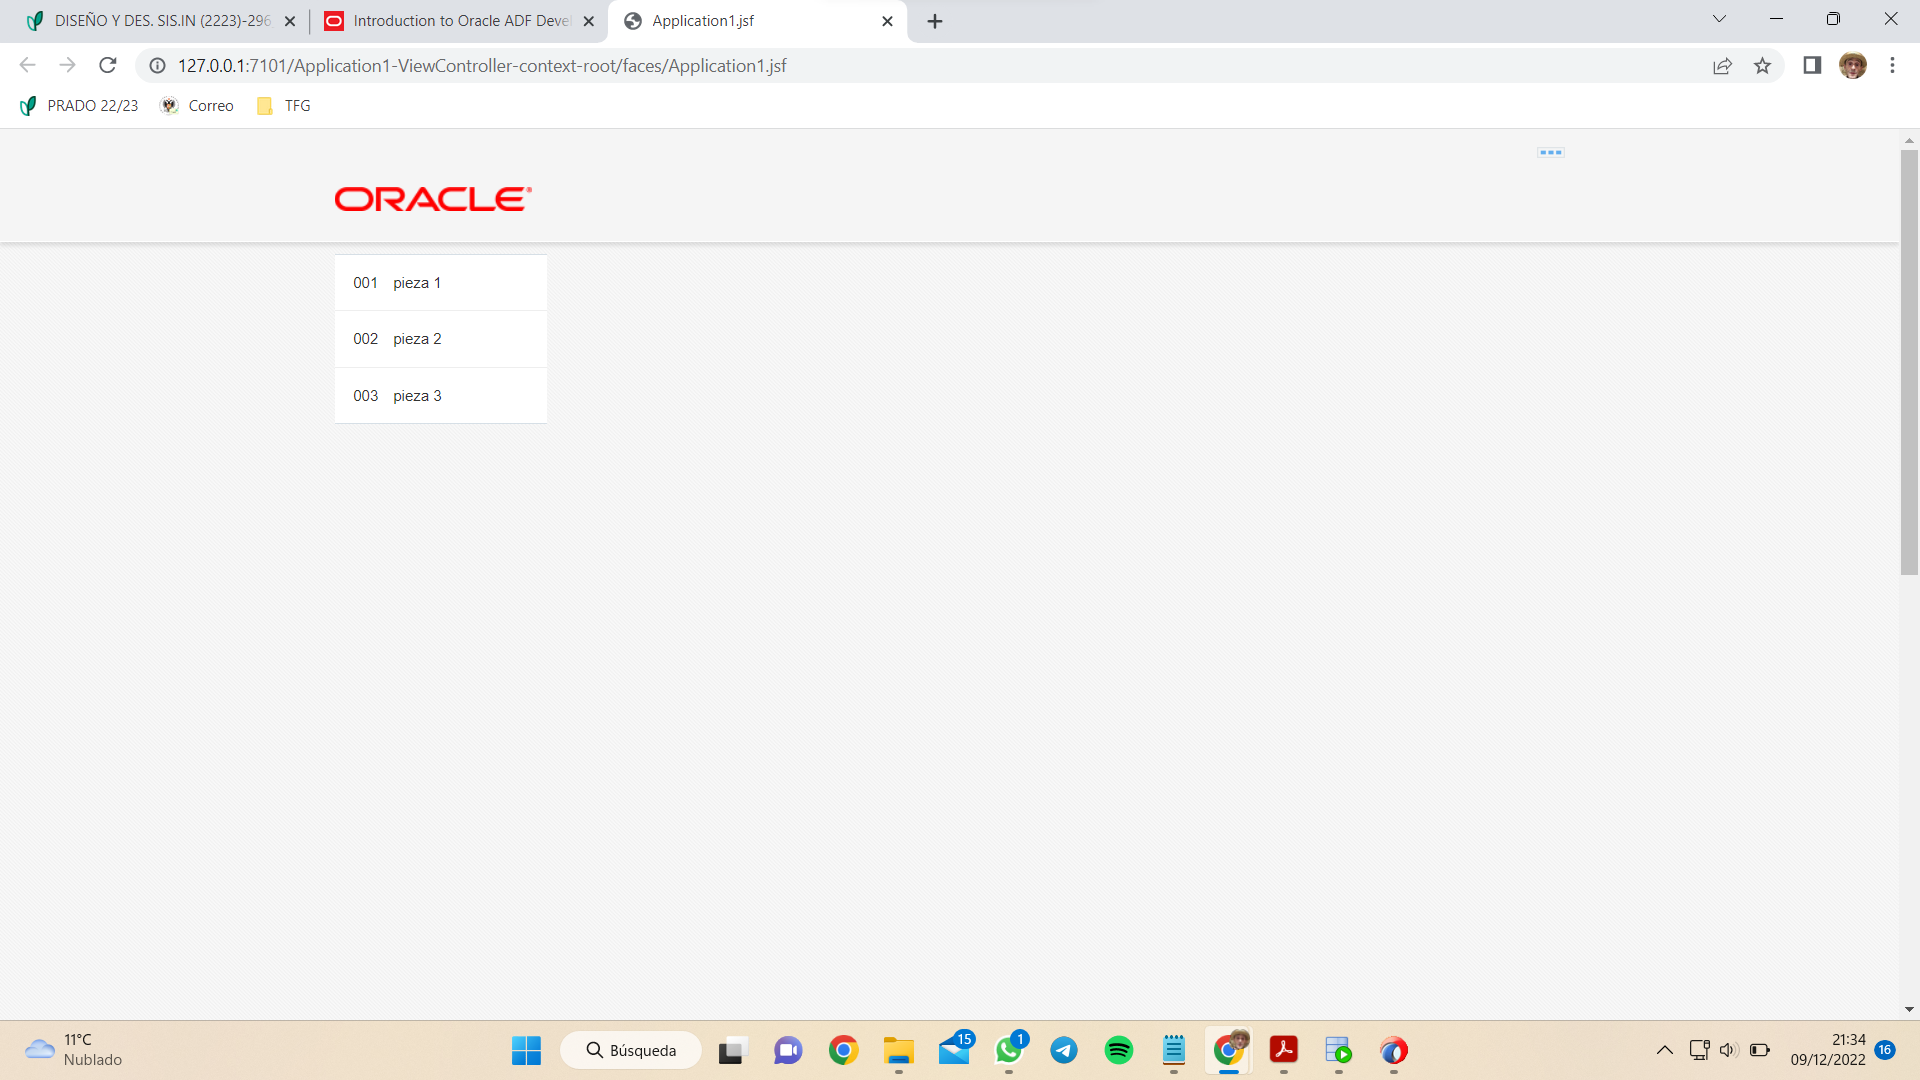 DISEÑO Y DES. SIS.IN (2223)-296
Introduction to Oracle ADF Deve
Application1.jsf
127.0.0.1:7101/Application1-ViewController-context-root/faces/Application1.jsf
PRADO 22/23
Correo
TFG
ORACLE
001 pieza 1
002 pieza 2
003 pieza 3
11°C
Nublado
Búsqueda
15
1
21:34
09/12/2022
16